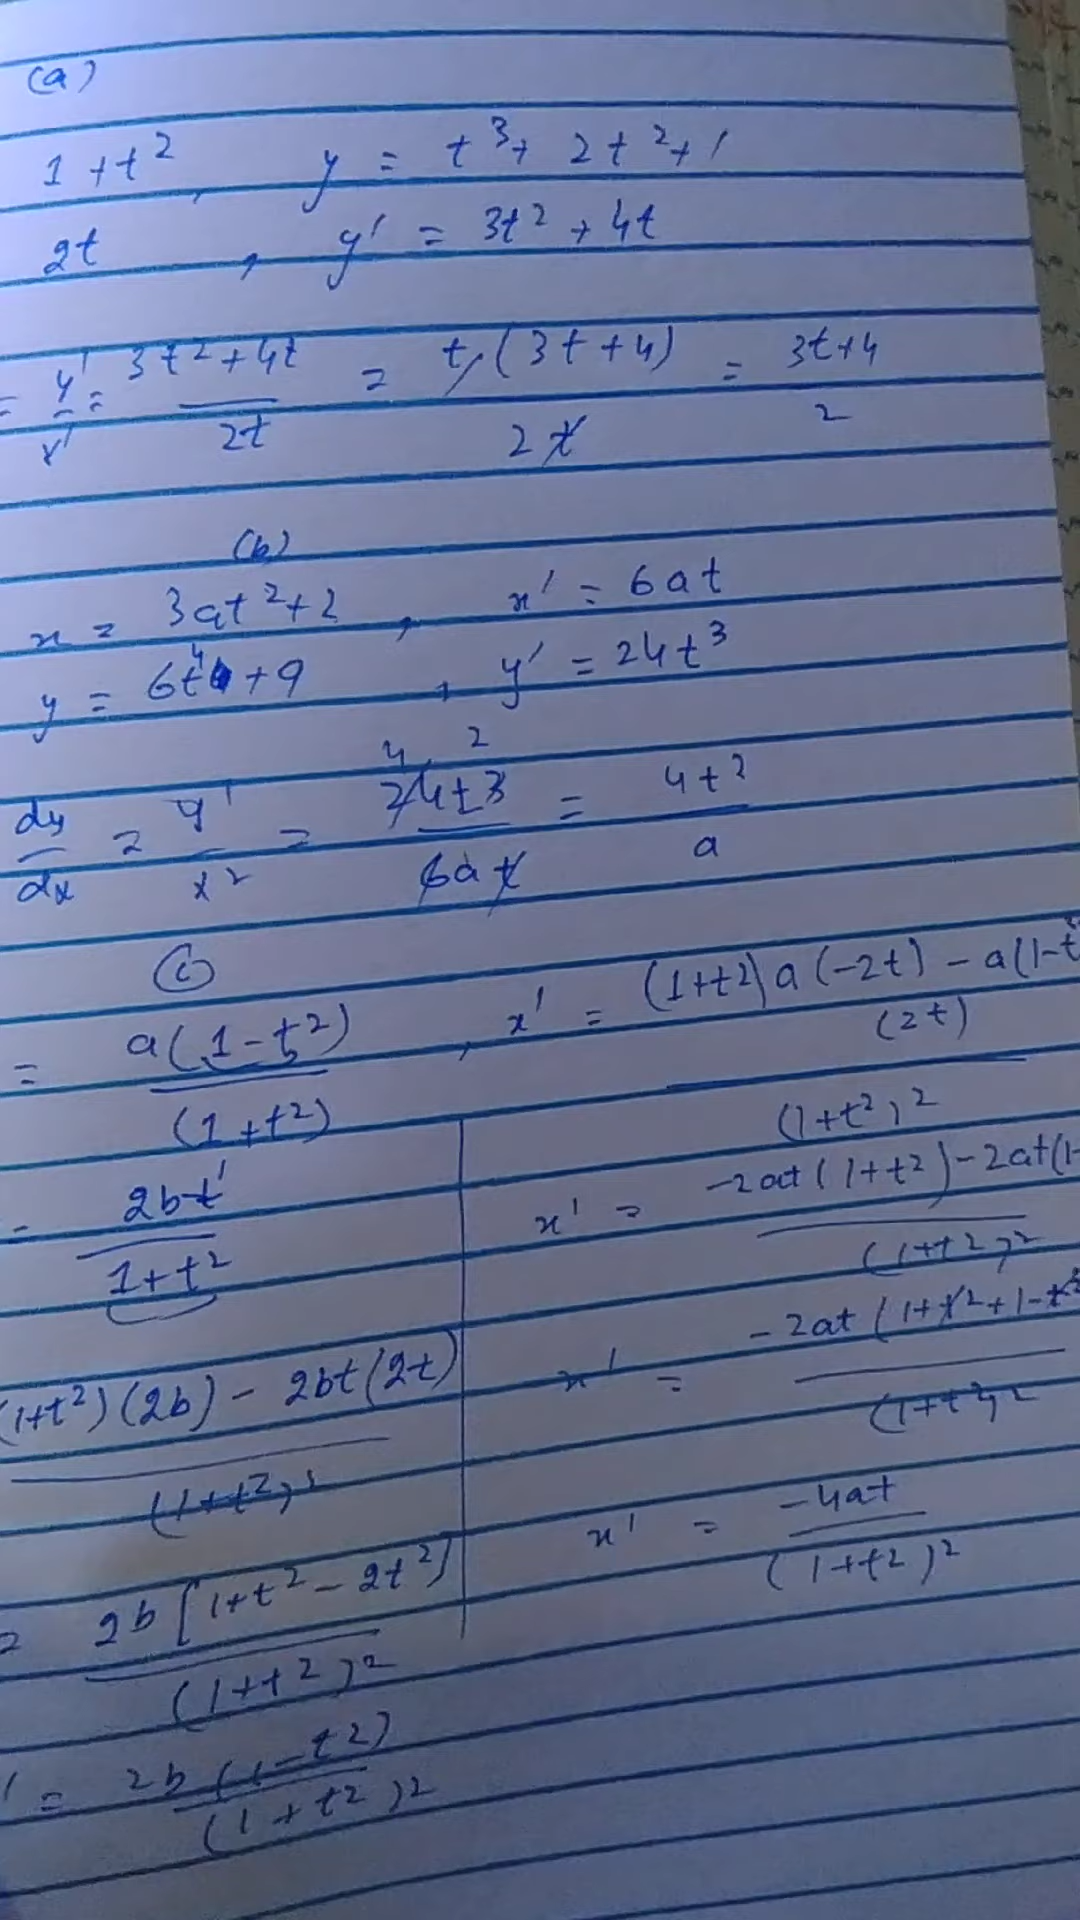 (a)
1 + t², y = t³ + 2t² + 1
2t, y' = 3t² + 4t
= y'/x' = 3t² + 4t / 2t = t(3t + 4) / 2t = 3t + 4 / 2
(b)
x = 3at² + 2, x' = 6at
y = 6t⁴ + 9, y' = 24t³
dy/dx = y'/x² = 24t3 / 6at = 4t² / a
(c)
= a(1 - t²) / (1 + t²), x' = (1+t2) a (-2t) - a(1-t² (2t) / (1+t²)²
= 2bt / 1 + t²
x' = -2at(1+t²) - 2at(1- / (1+t2)²
(1+t²)(2b) - 2bt(2t) / (1+t²)²
x' = -2at(1+t²+1-t² / (1+t²)²
= 2b[1+t² - 2t²] / (1+t²)²
x' = -4at / (1+t2)²
' = 2b(1-t²) / (1+t²)²